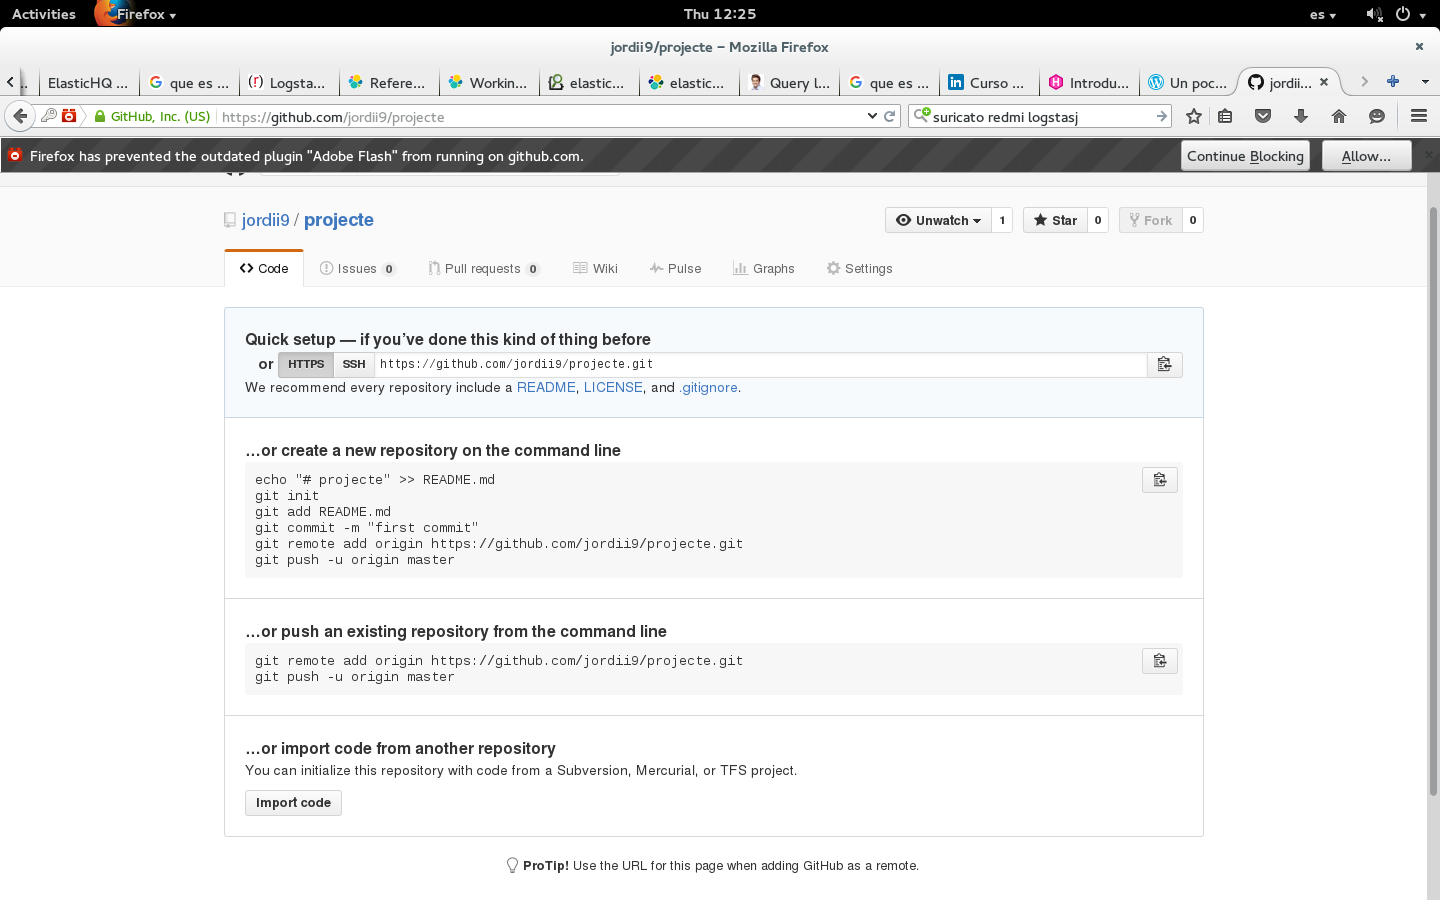 Activities Firefox Thu 12:25 es
jordii9/projecte – Mozilla Firefox
ElasticHQ ... que es ... Logsta... Refere... Workin... elastic... elastic... Query l... que es ... Curso ... Introdu... Un poc... jordii...
GitHub, Inc. (US) https://github.com/jordii9/projecte suricato redmi logstasj
Firefox has prevented the outdated plugin "Adobe Flash" from running on github.com. Continue Blocking Allow...
jordii9 / projecte Unwatch 1 Star 0 Fork 0
Code Issues 0 Pull requests 0 Wiki Pulse Graphs Settings
Quick setup — if you’ve done this kind of thing before
or HTTPS SSH https://github.com/jordii9/projecte.git
We recommend every repository include a README, LICENSE, and .gitignore.
…or create a new repository on the command line
echo "# projecte" >> README.md
git init
git add README.md
git commit -m "first commit"
git remote add origin https://github.com/jordii9/projecte.git
git push -u origin master
…or push an existing repository from the command line
git remote add origin https://github.com/jordii9/projecte.git
git push -u origin master
…or import code from another repository
You can initialize this repository with code from a Subversion, Mercurial, or TFS project.
Import code
ProTip! Use the URL for this page when adding GitHub as a remote.